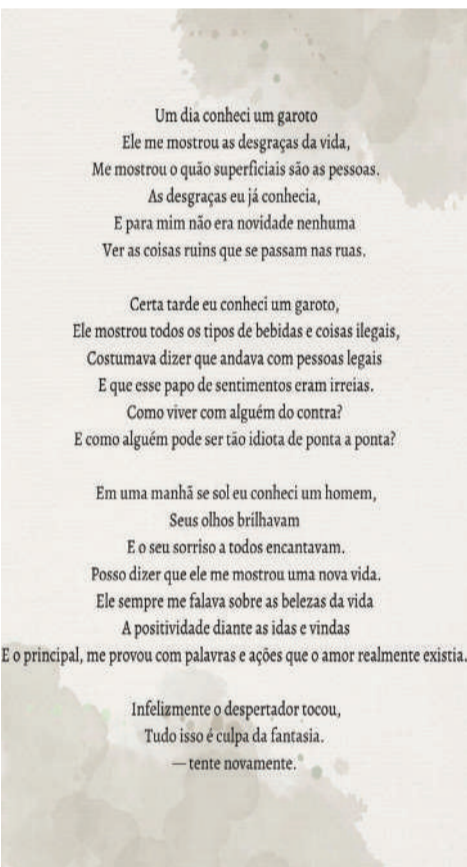 Um dia conheci um garoto
Ele me mostrou as desgraças da vida,
Me mostrou o quão superficiais são as pessoas.
As desgraças eu já conhecia,
E para mim não era novidade nenhuma
Ver as coisas ruins que se passam nas ruas.
Certa tarde eu conheci um garoto,
Ele mostrou todos os tipos de bebidas e coisas ilegais,
Costumava dizer que andava com pessoas legais
E que esse papo de sentimentos eram irreias.
Como viver com alguém do contra?
E como alguém pode ser tão idiota de ponta a ponta?
Em uma manhã se sol eu conheci um homem,
Seus olhos brilhavam
E o seu sorriso a todos encantavam.
Posso dizer que ele me mostrou uma nova vida.
Ele sempre me falava sobre as belezas da vida
A positividade diante as idas e vindas
E o principal, me provou com palavras e ações que o amor realmente existia.
Infelizmente o despertador tocou,
Tudo isso é culpa da fantasia.
— tente novamente.